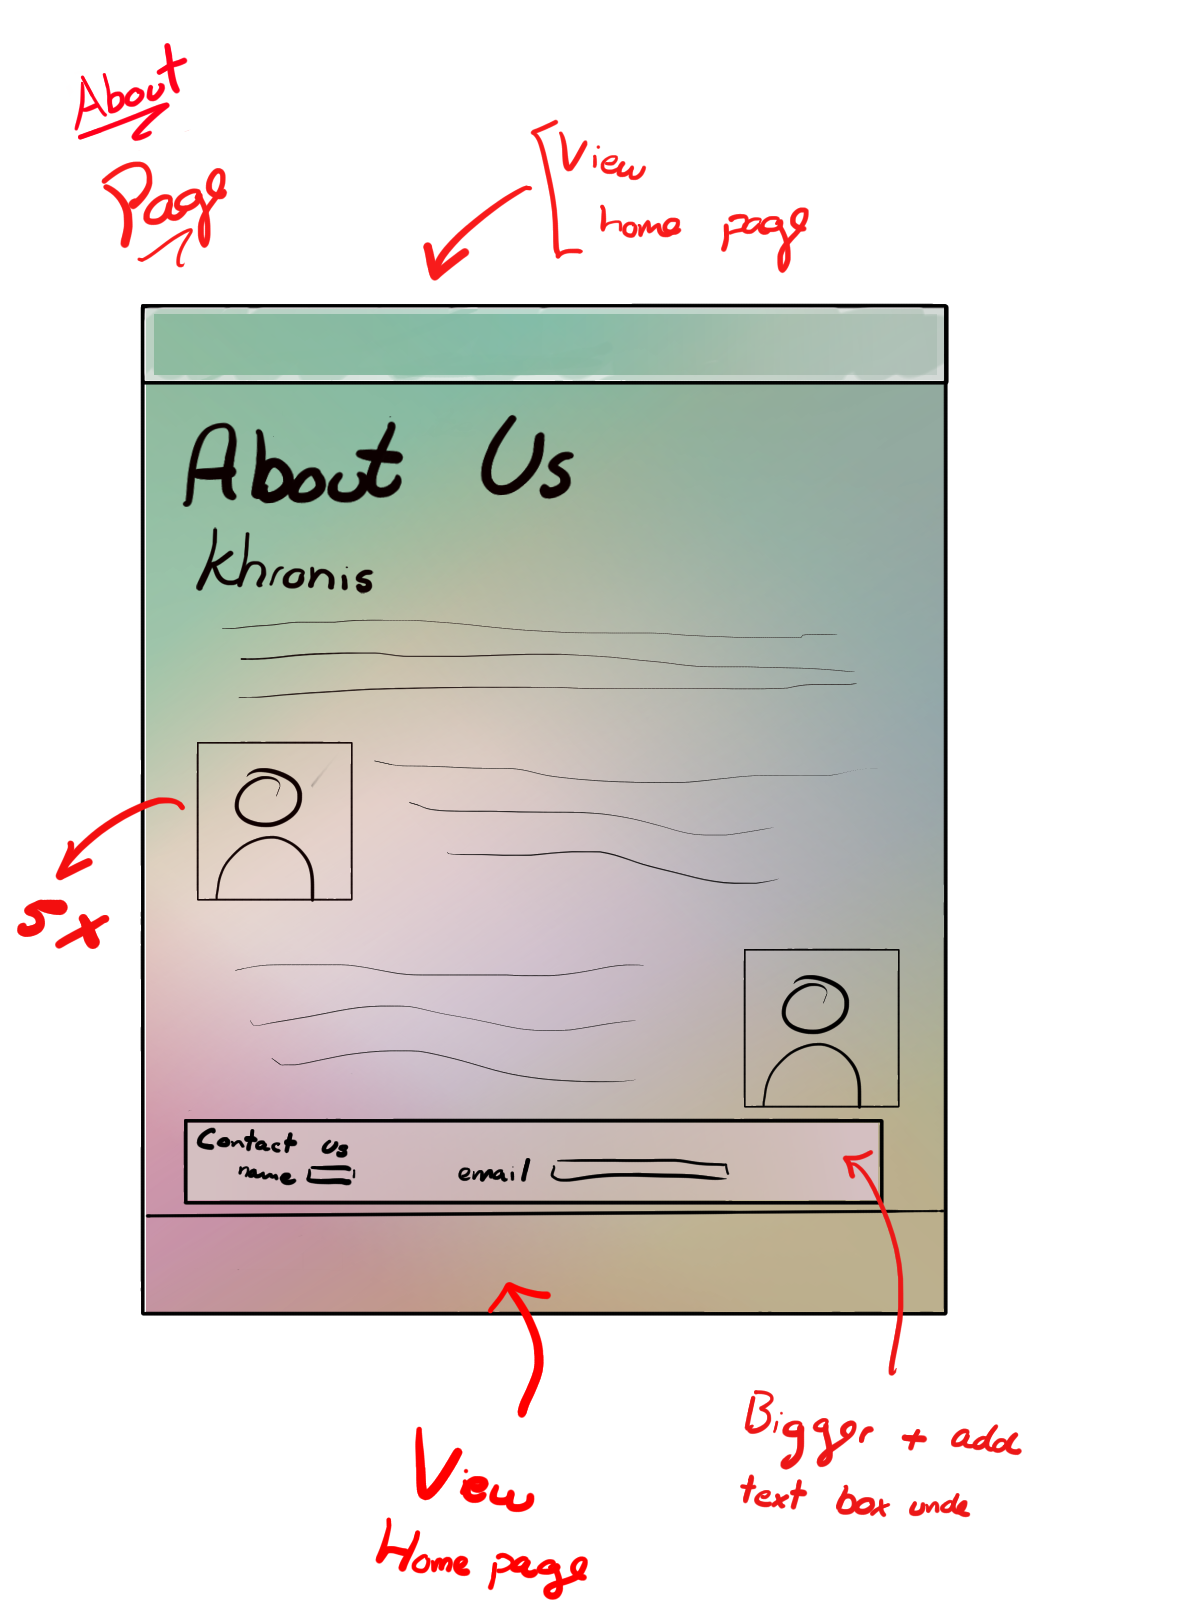 About
Page
View
home page
About Us
Khronis
5x
Contact Us
name
email
View
Home page
Bigger + add
text box unde